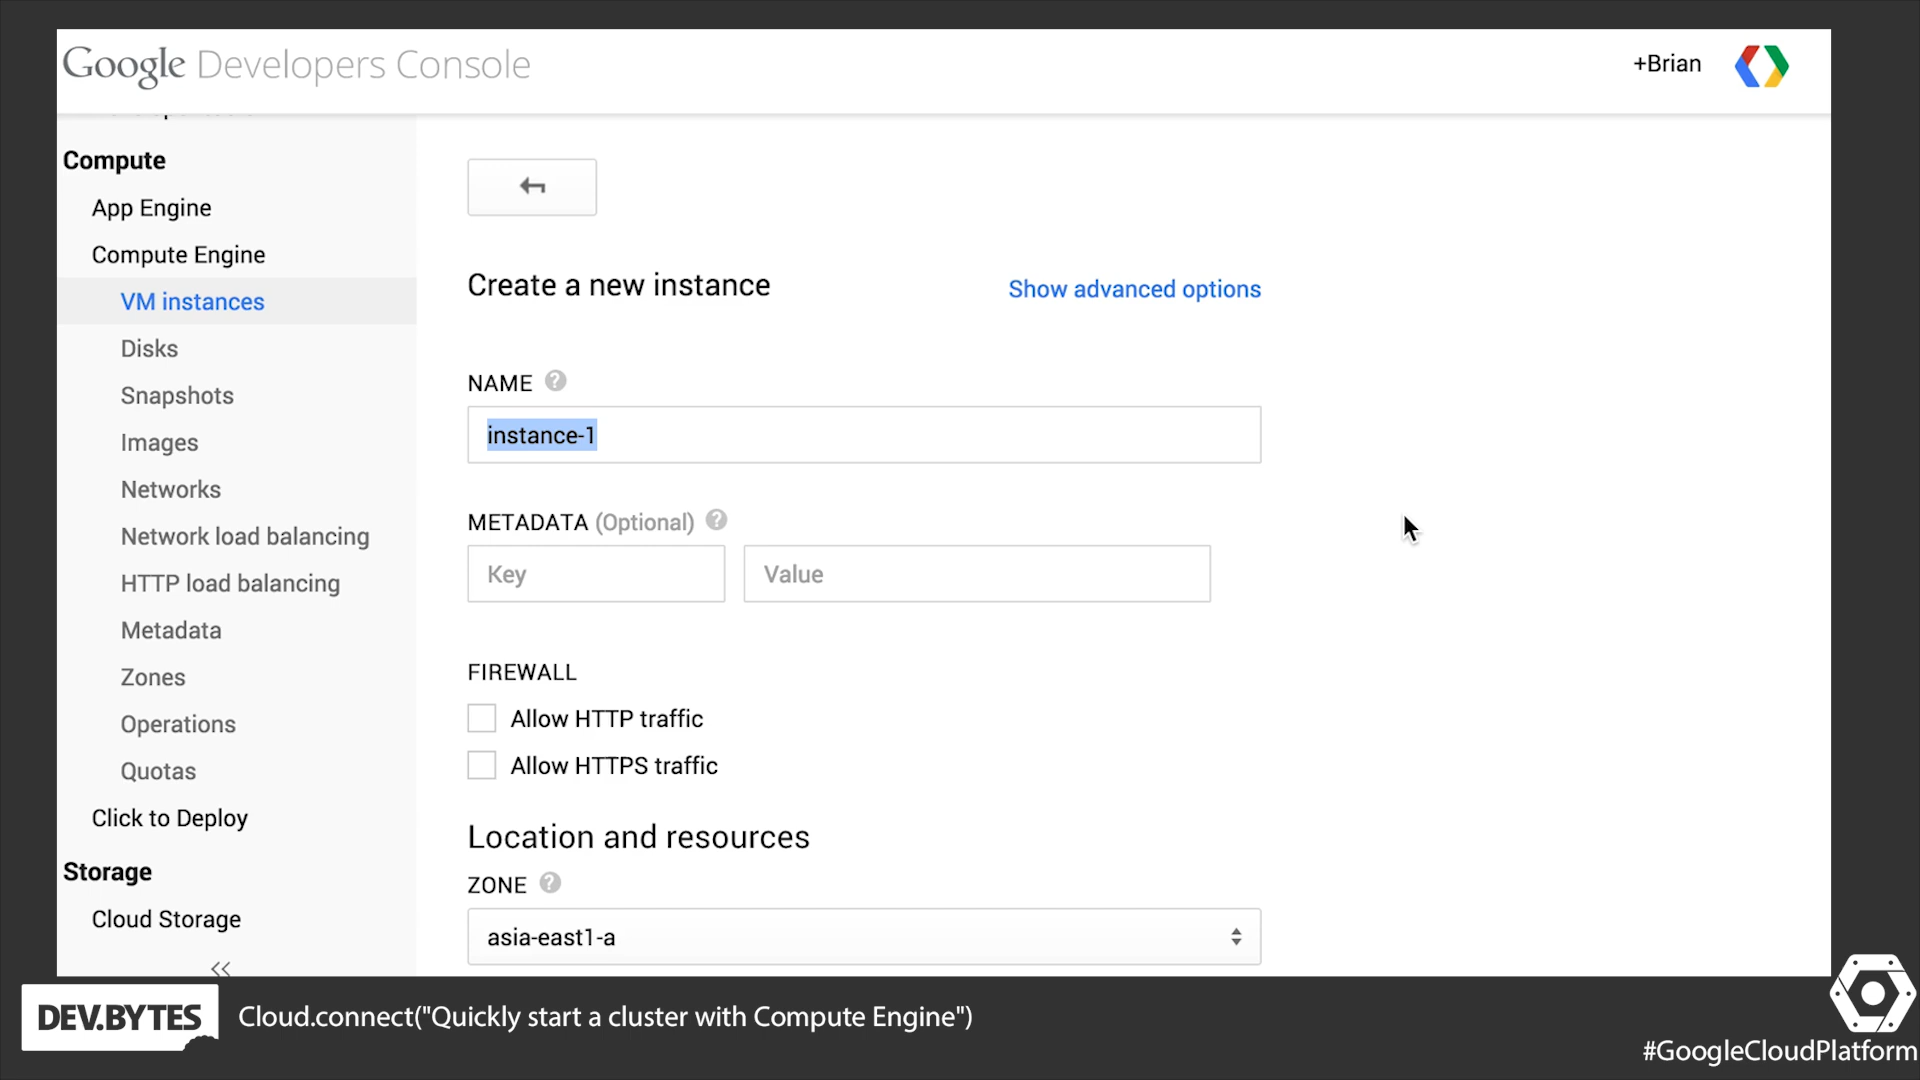 Google Developers Console
+Brian
Compute
App Engine
Compute Engine
VM instances
Disks
Snapshots
Images
Networks
Network load balancing
HTTP load balancing
Metadata
Zones
Operations
Quotas
Click to Deploy
Storage
Cloud Storage
Create a new instance
Show advanced options
NAME ?
instance-1
METADATA (Optional) ?
Key
Value
FIREWALL
Allow HTTP traffic
Allow HTTPS traffic
Location and resources
ZONE ?
asia-east1-a
DEV.BYTES
Cloud.connect("Quickly start a cluster with Compute Engine")
#GoogleCloudPlatform